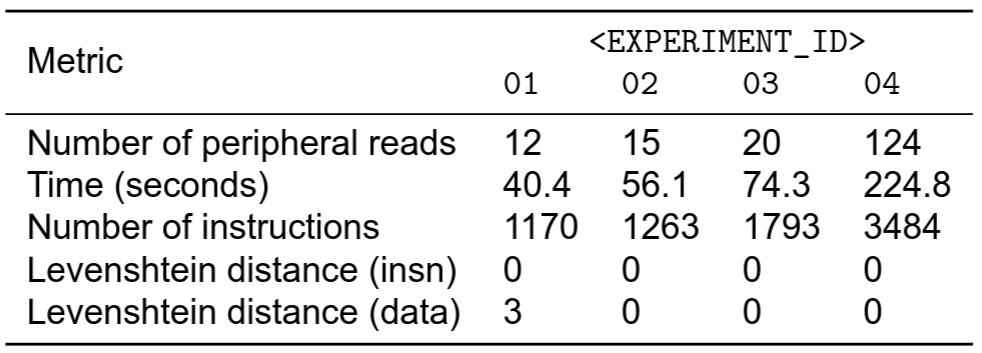 Metric <EXPERIMENT_ID>
01 02 03 04
Number of peripheral reads 12 15 20 124
Time (seconds) 40.4 56.1 74.3 224.8
Number of instructions 1170 1263 1793 3484
Levenshtein distance (insn) 0 0 0 0
Levenshtein distance (data) 3 0 0 0